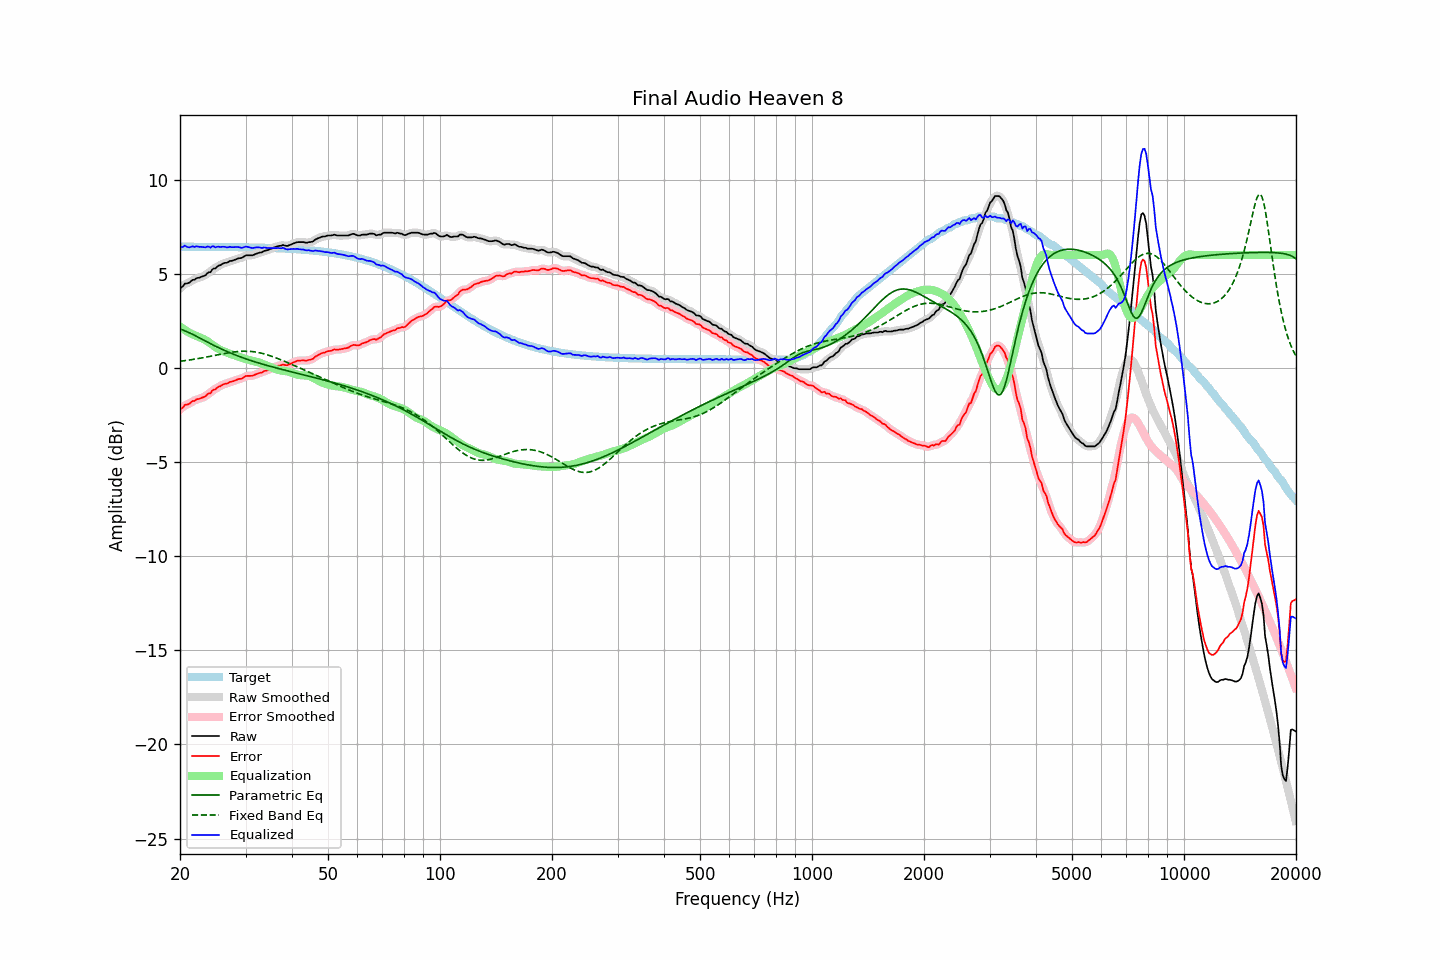 Final Audio Heaven 8
Amplitude (dBr)
10
5
0
−5
−10
−15
−20
−25
Target
Raw Smoothed
Error Smoothed
Raw
Error
Equalization
Parametric Eq
Fixed Band Eq
Equalized
20 50 100 200 500 1000 2000 5000 10000 20000
Frequency (Hz)